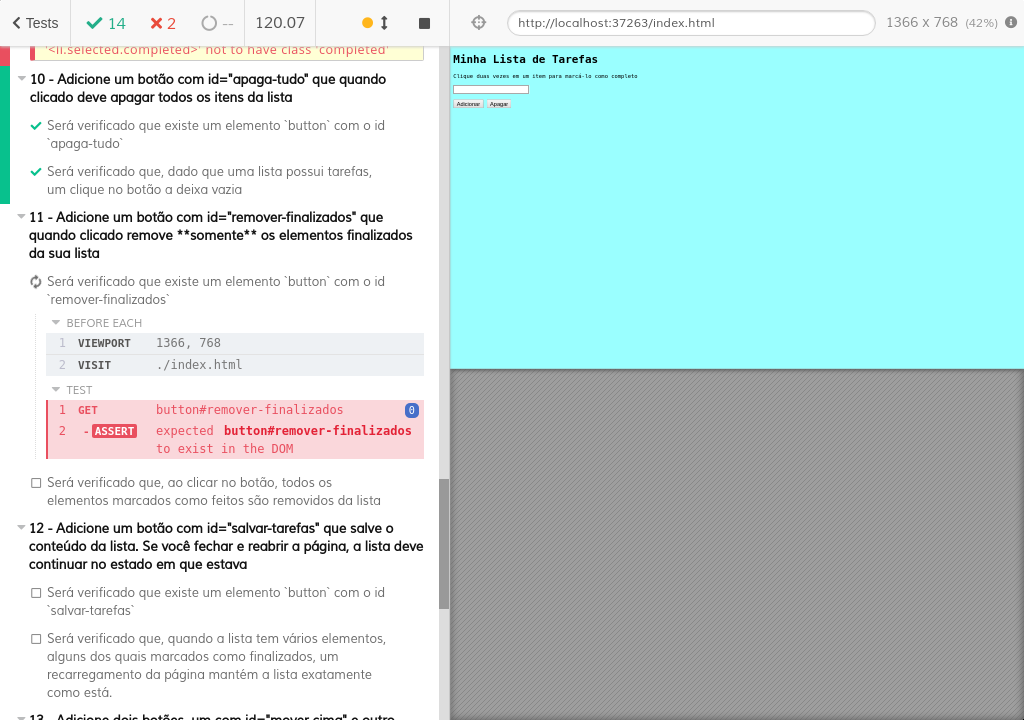 Tests
14
2
--
120.07
http://localhost:37263/index.html
1366 x 768 (42%)
'<li.selected.completed>' not to have class 'completed'
10 - Adicione um botão com id="apaga-tudo" que quando
clicado deve apagar todos os itens da lista
Será verificado que existe um elemento `button` com o id
`apaga-tudo`
Será verificado que, dado que uma lista possui tarefas,
um clique no botão a deixa vazia
11 - Adicione um botão com id="remover-finalizados" que
quando clicado remove **somente** os elementos finalizados
da sua lista
Será verificado que existe um elemento `button` com o id
`remover-finalizados`
BEFORE EACH
1 VIEWPORT 1366, 768
2 VISIT ./index.html
TEST
1 GET button#remover-finalizados 0
2 -ASSERT expected button#remover-finalizados
to exist in the DOM
Será verificado que, ao clicar no botão, todos os
elementos marcados como feitos são removidos da lista
12 - Adicione um botão com id="salvar-tarefas" que salve o
conteúdo da lista. Se você fechar e reabrir a página, a lista deve
continuar no estado em que estava
Será verificado que existe um elemento `button` com o id
`salvar-tarefas`
Será verificado que, quando a lista tem vários elementos,
alguns dos quais marcados como finalizados, um
recarregamento da página mantém a lista exatamente
como está.
13 - Adicione dois botões, um com id="mover-cima" e outro
Minha Lista de Tarefas
Clique duas vezes em um item para marcá-lo como completo
Adicionar Apagar